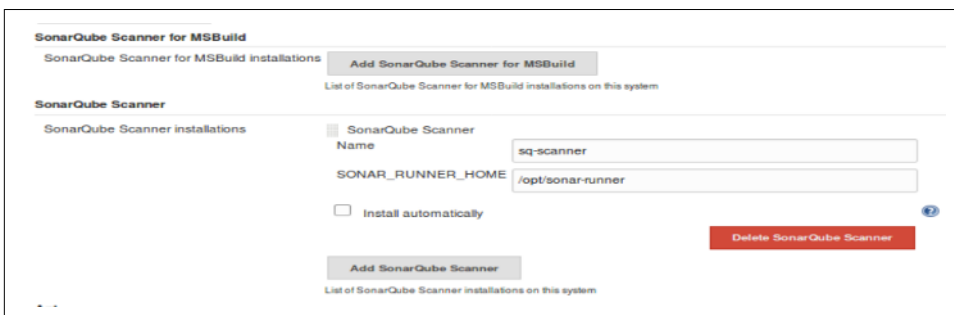 SonarQube Scanner for MSBuild
SonarQube Scanner for MSBuild installations
Add SonarQube Scanner for MSBuild
List of SonarQube Scanner for MSBuild installations on this system
SonarQube Scanner
SonarQube Scanner installations
SonarQube Scanner
Name
sq-scanner
SONAR_RUNNER_HOME
/opt/sonar-runner
Install automatically
Delete SonarQube Scanner
Add SonarQube Scanner
List of SonarQube Scanner installations on this system